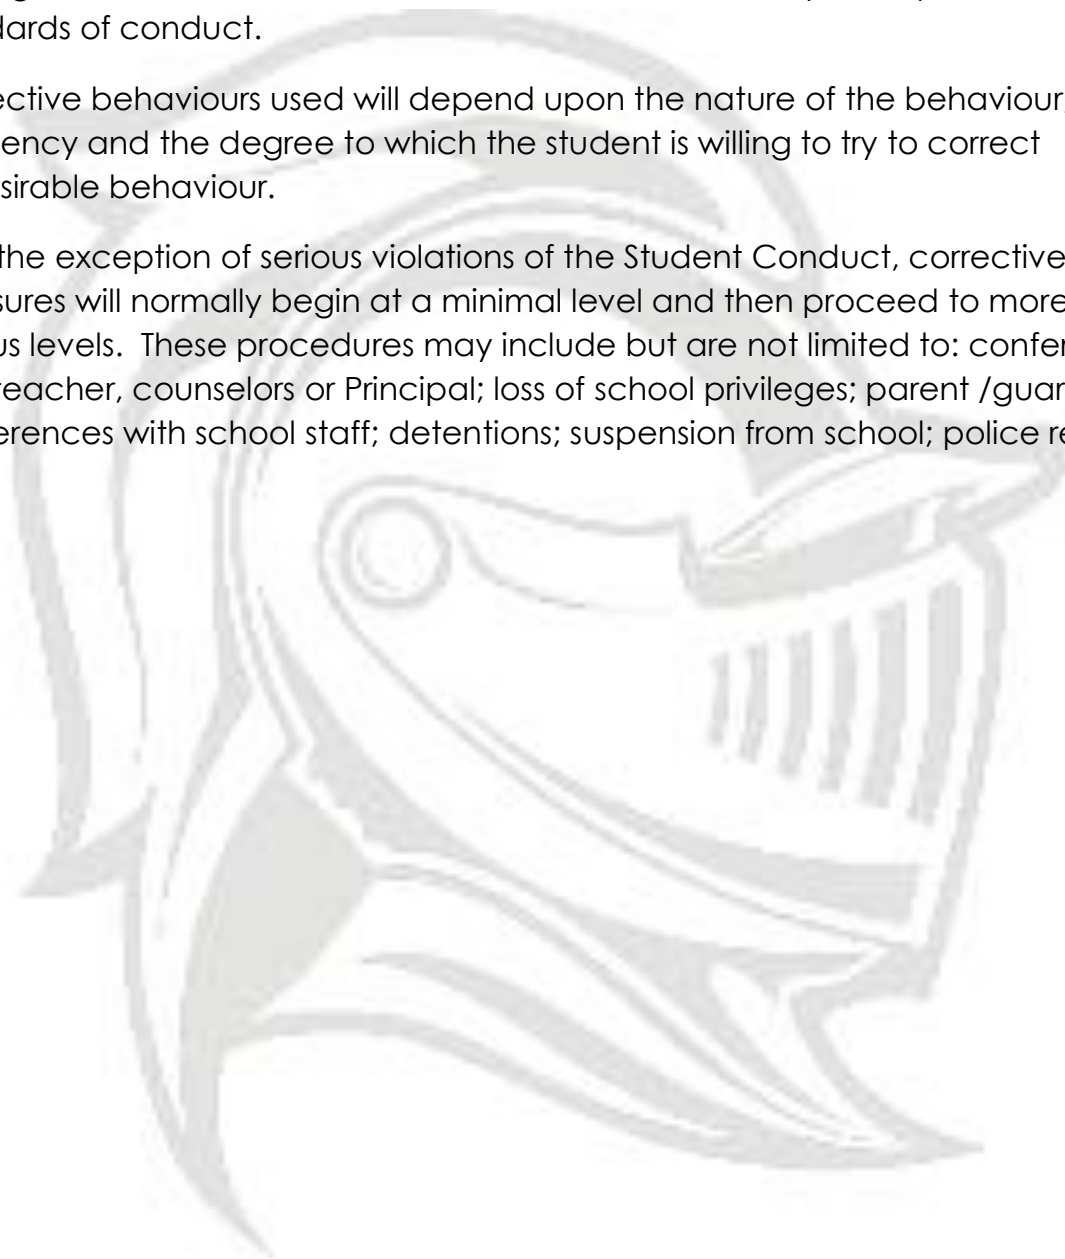 dards of conduct.
ective behaviours used will depend upon the nature of the behaviour,
ency and the degree to which the student is willing to try to correct
sirable behaviour.
the exception of serious violations of the Student Conduct, corrective
sures will normally begin at a minimal level and then proceed to more
us levels. These procedures may include but are not limited to: confer
teacher, counselors or Principal; loss of school privileges; parent /guar
erences with school staff; detentions; suspension from school; police re